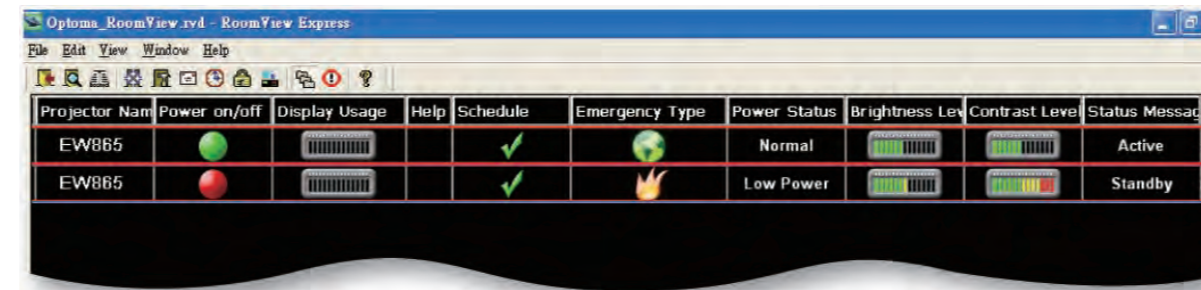 Optoma_RoomView.rvd - RoomView Express
File Edit View Window Help
Projector Nam Power on/off Display Usage Help Schedule Emergency Type Power Status Brightness Lev Contrast Level Status Messag
EW865 Normal Active
EW865 Low Power Standby